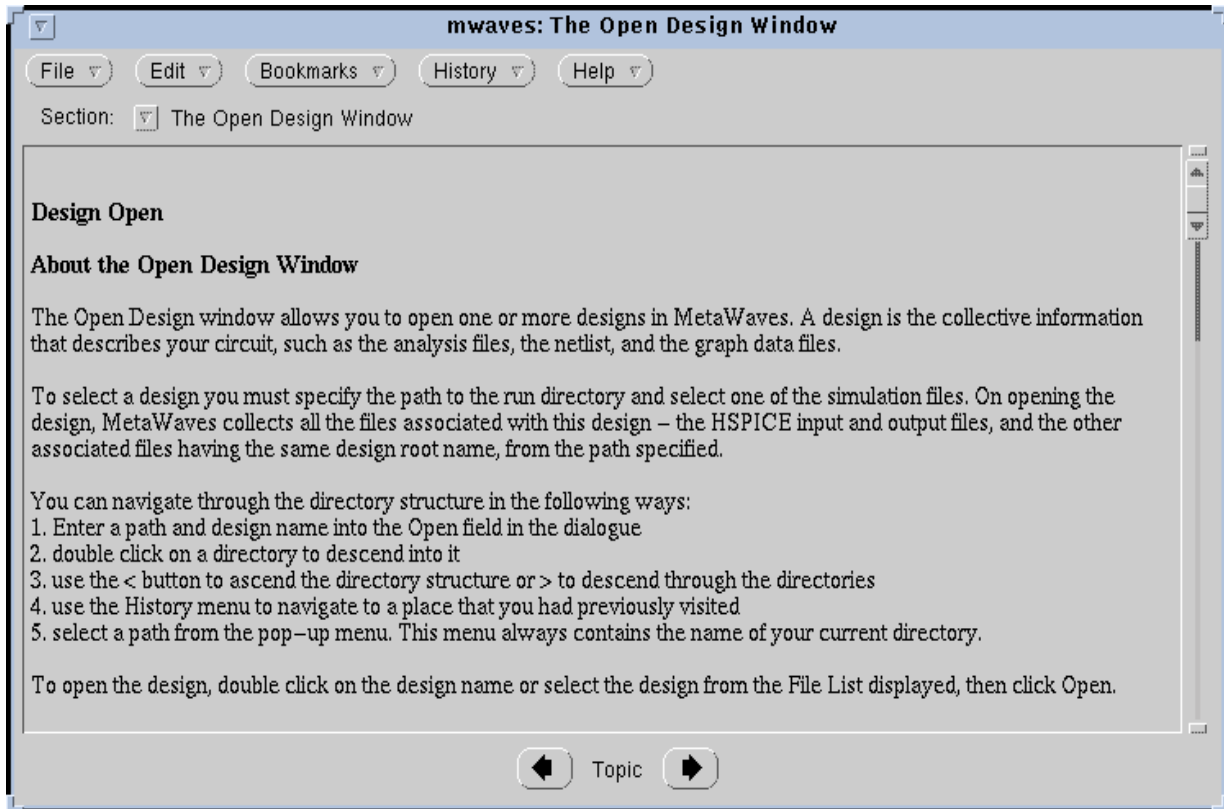 mwaves: The Open Design Window
File Edit Bookmarks History Help
Section: The Open Design Window
Design Open
About the Open Design Window
The Open Design window allows you to open one or more designs in MetaWaves. A design is the collective information
that describes your circuit, such as the analysis files, the netlist, and the graph data files.
To select a design you must specify the path to the run directory and select one of the simulation files. On opening the
design, MetaWaves collects all the files associated with this design – the HSPICE input and output files, and the other
associated files having the same design root name, from the path specified.
You can navigate through the directory structure in the following ways:
1. Enter a path and design name into the Open field in the dialogue
2. double click on a directory to descend into it
3. use the < button to ascend the directory structure or > to descend through the directories
4. use the History menu to navigate to a place that you had previously visited
5. select a path from the pop–up menu. This menu always contains the name of your current directory.
To open the design, double click on the design name or select the design from the File List displayed, then click Open.
Topic